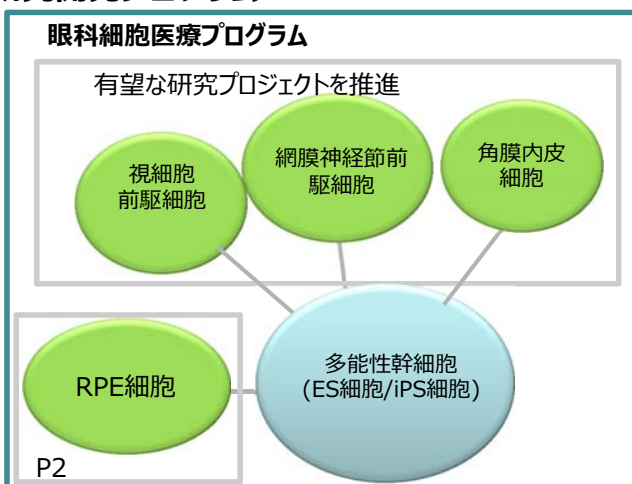 眼科細胞医療プログラム
有望な研究プロジェクトを推進
視細胞
前駆細胞
網膜神経節前
駆細胞
角膜内皮
細胞
多能性幹細胞
(ES細胞/iPS細胞)
RPE細胞
P2